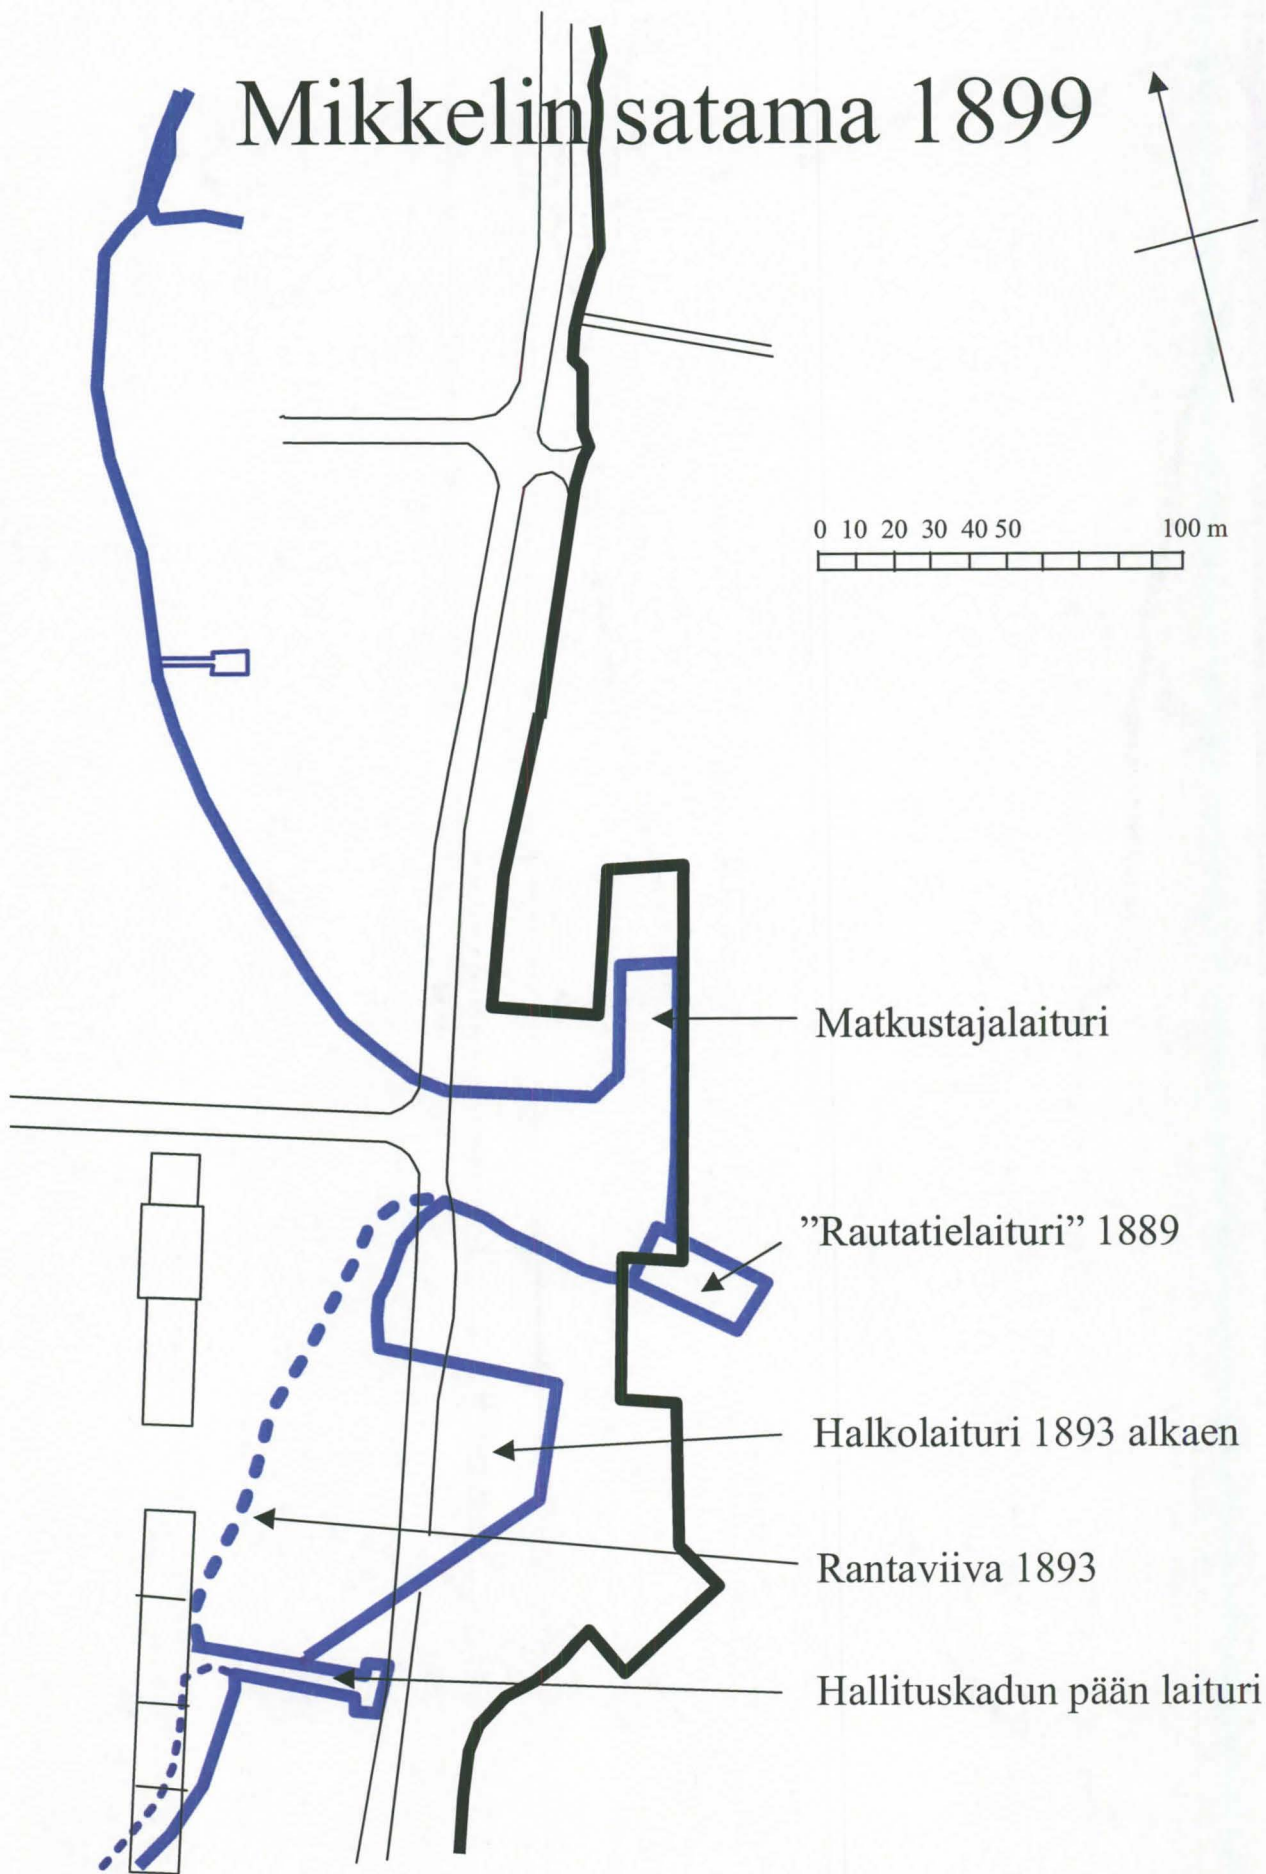 Mikkelin satama 1899
0 10 20 30 40 50 100 m
Matkustajalaituri
”Rautatielaituri” 1889
Halkolaituri 1893 alkaen
Rantaviiva 1893
Hallituskadun pään laituri